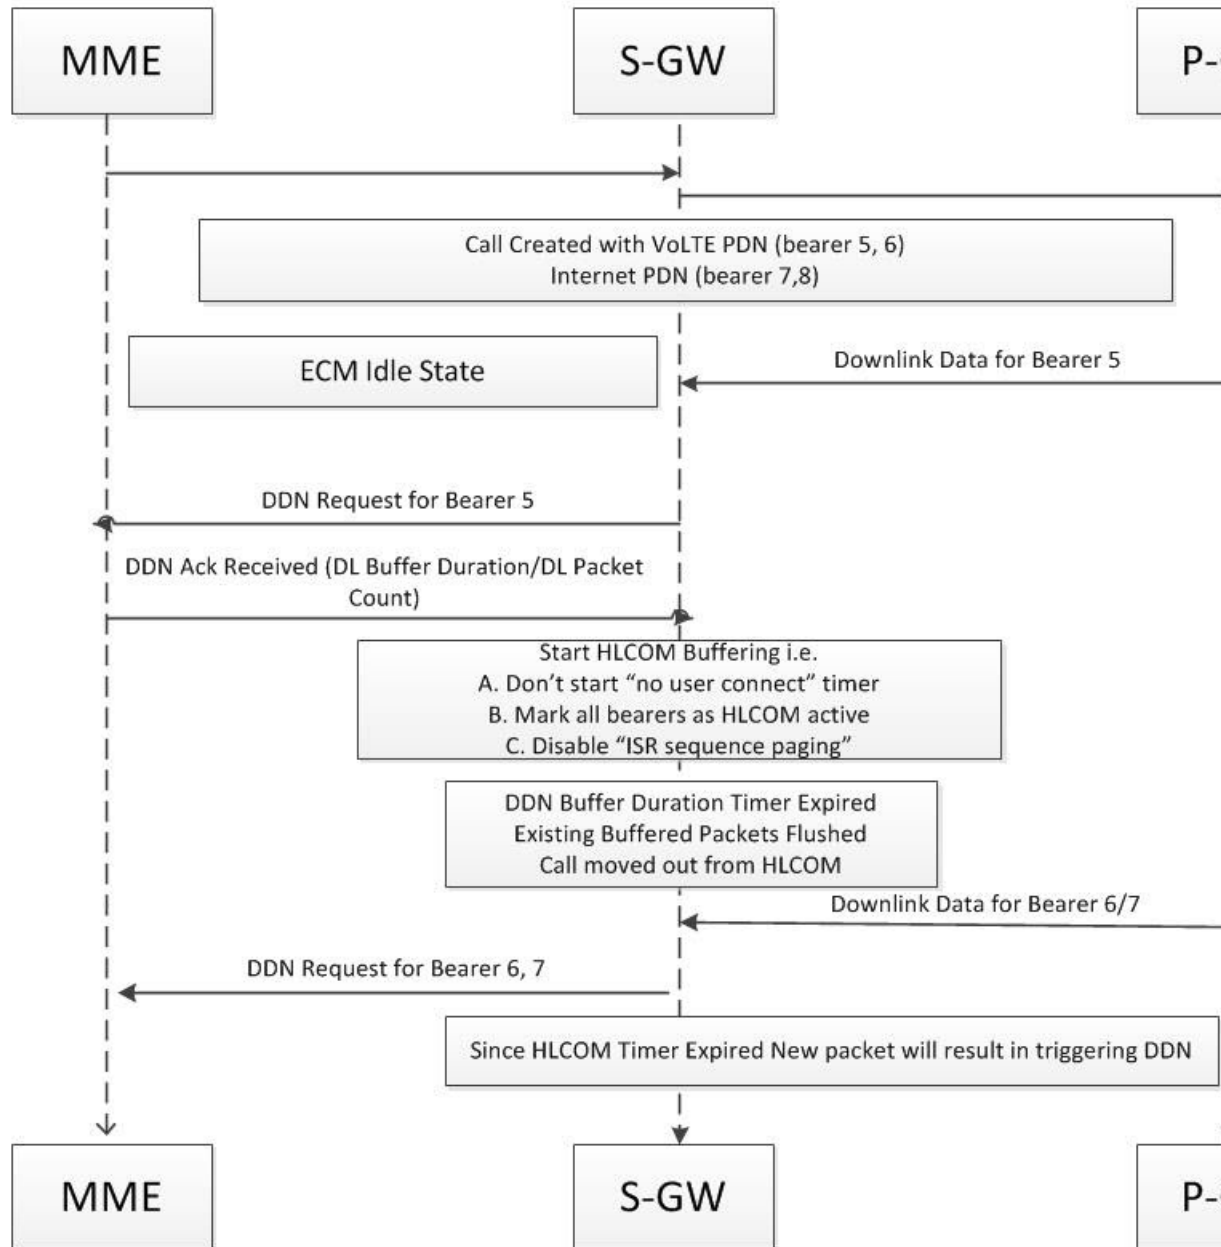 MME
S-GW
P-
Call Created with VoLTE PDN (bearer 5, 6)
Internet PDN (bearer 7,8)
ECM Idle State
Downlink Data for Bearer 5
DDN Request for Bearer 5
DDN Ack Received (DL Buffer Duration/DL Packet
Count)
Start HLCOM Buffering i.e.
A. Don’t start “no user connect” timer
B. Mark all bearers as HLCOM active
C. Disable “ISR sequence paging”
DDN Buffer Duration Timer Expired
Existing Buffered Packets Flushed
Call moved out from HLCOM
Downlink Data for Bearer 6/7
DDN Request for Bearer 6, 7
Since HLCOM Timer Expired New packet will result in triggering DDN
MME
S-GW
P-